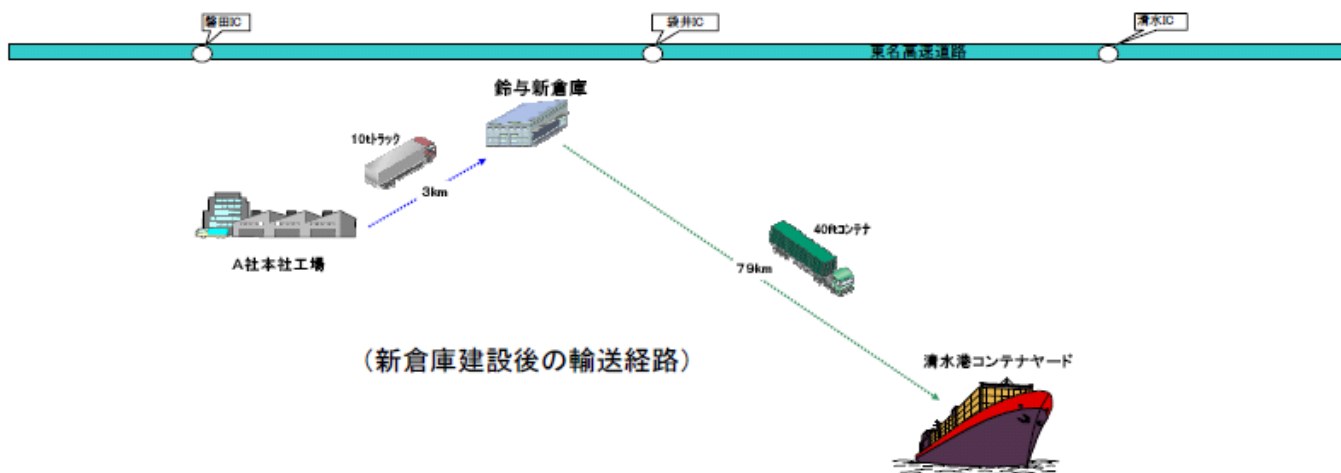 磐田IC
袋井IC
清水IC
東名高速道路
鈴与新倉庫
10tトラック
3km
A社本社工場
40ftコンテナ
79km
(新倉庫建設後の輸送経路)
清水港コンテナヤード